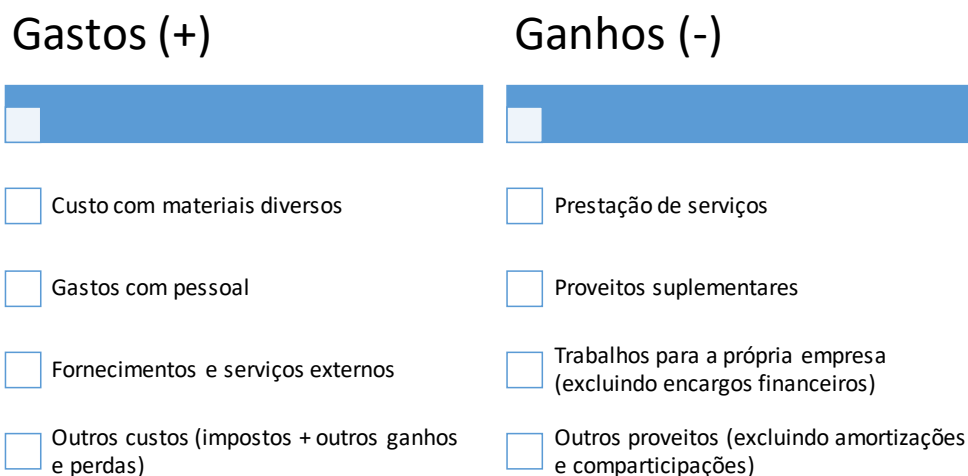 Gastos (+)
Custo com materiais diversos
Gastos com pessoal
Fornecimentos e serviços externos
Outros custos (impostos + outros ganhos
e perdas)
Ganhos (-)
Prestação de serviços
Proveitos suplementares
Trabalhos para a própria empresa
(excluindo encargos financeiros)
Outros proveitos (excluindo amortizações
e comparticipações)